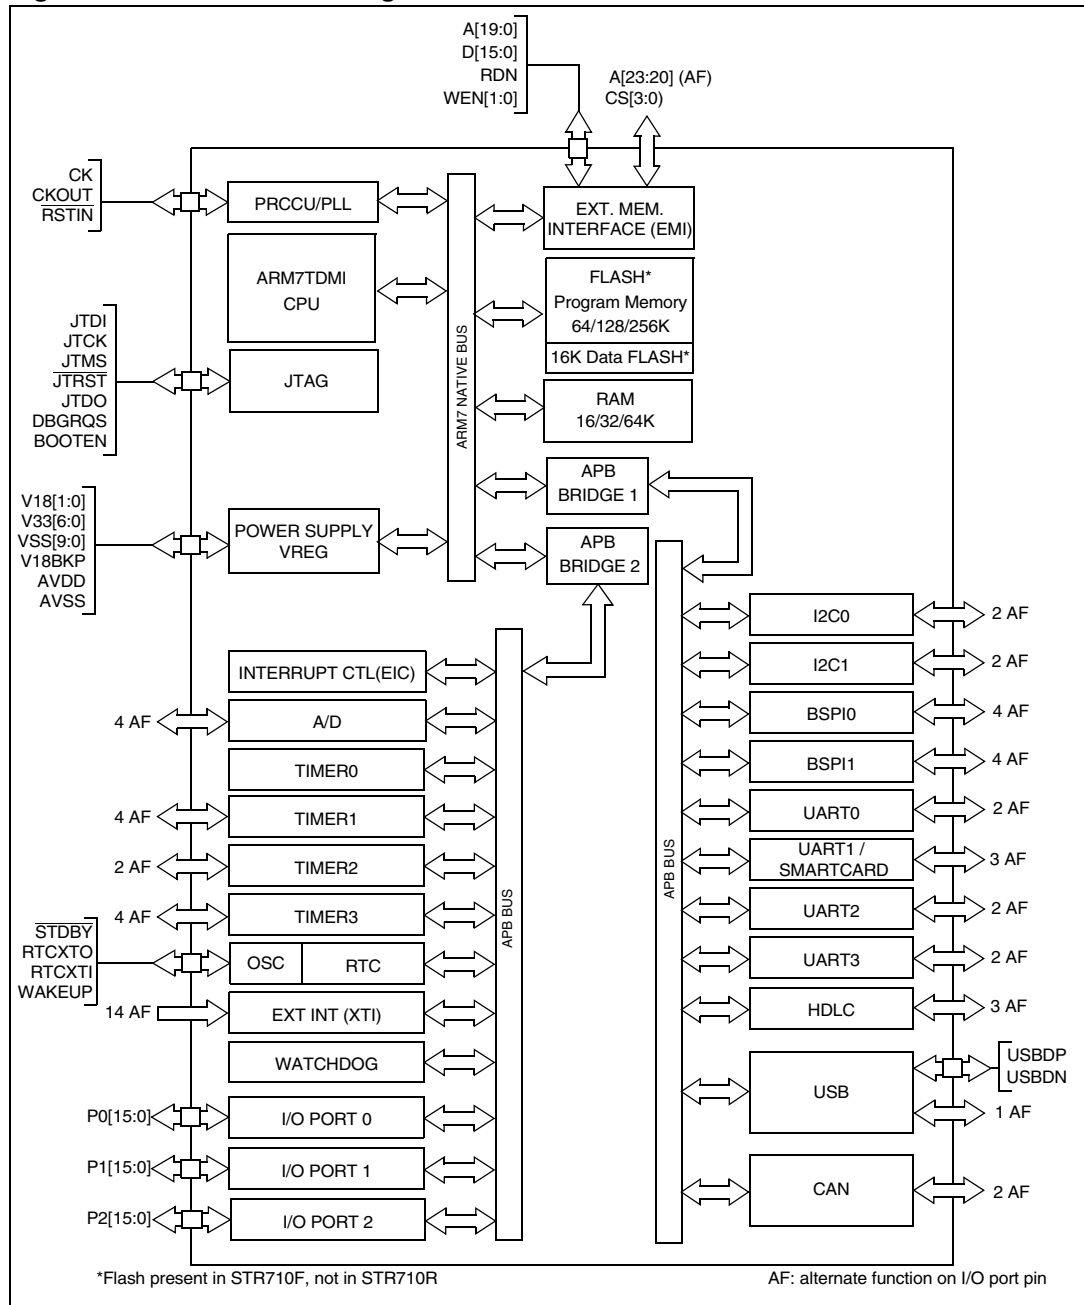 A[19:0]
D[15:0]
RDN
WEN[1:0]
A[23:20] (AF)
CS[3:0)
CK
CKOUT
RSTIN
PRCCU/PLL
ARM7TDMI
CPU
JTDI
JTCK
JTMS
JTRST
JTDO
DBGRQS
BOOTEN
JTAG
V18[1:0]
V33[6:0]
VSS[9:0]
V18BKP
AVDD
AVSS
POWER SUPPLY
VREG
ARM7 NATIVE BUS
EXT. MEM.
INTERFACE (EMI)
FLASH*
Program Memory
64/128/256K
16K Data FLASH*
RAM
16/32/64K
APB
BRIDGE 1
APB
BRIDGE 2
INTERRUPT CTL(EIC)
4 AF
A/D
TIMER0
4 AF
TIMER1
2 AF
TIMER2
4 AF
TIMER3
STDBY
RTCXTO
RTCXTI
WAKEUP
OSC
RTC
14 AF
EXT INT (XTI)
WATCHDOG
P0[15:0]
I/O PORT 0
P1[15:0]
I/O PORT 1
P2[15:0]
I/O PORT 2
APB BUS
APB BUS
I2C0
2 AF
I2C1
2 AF
BSPI0
4 AF
BSPI1
4 AF
UART0
2 AF
UART1 /
SMARTCARD
3 AF
UART2
2 AF
UART3
2 AF
HDLC
3 AF
USB
USBDP
USBDN
1 AF
CAN
2 AF
*Flash present in STR710F, not in STR710R
AF: alternate function on I/O port pin